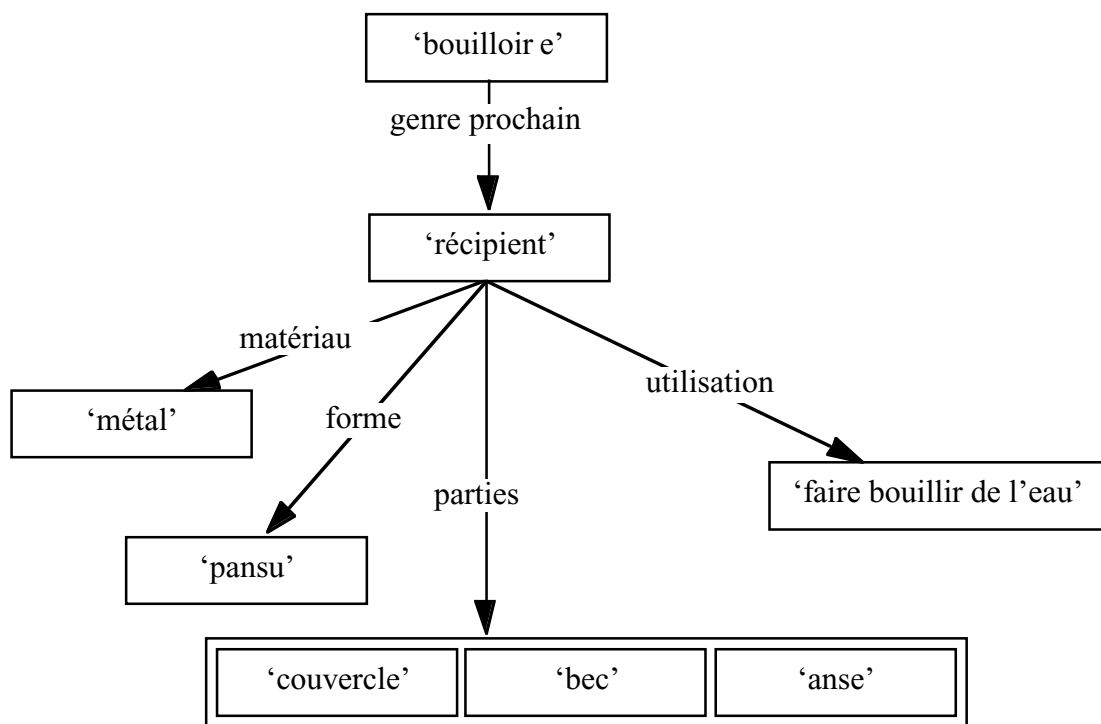 ‘bouilloir e’
genre prochain
‘récipient’
matériau
utilisation
‘métal’
forme
parties
‘faire bouillir de l’eau’
‘pansu’
‘couvercle’ ‘bec’ ‘anse’